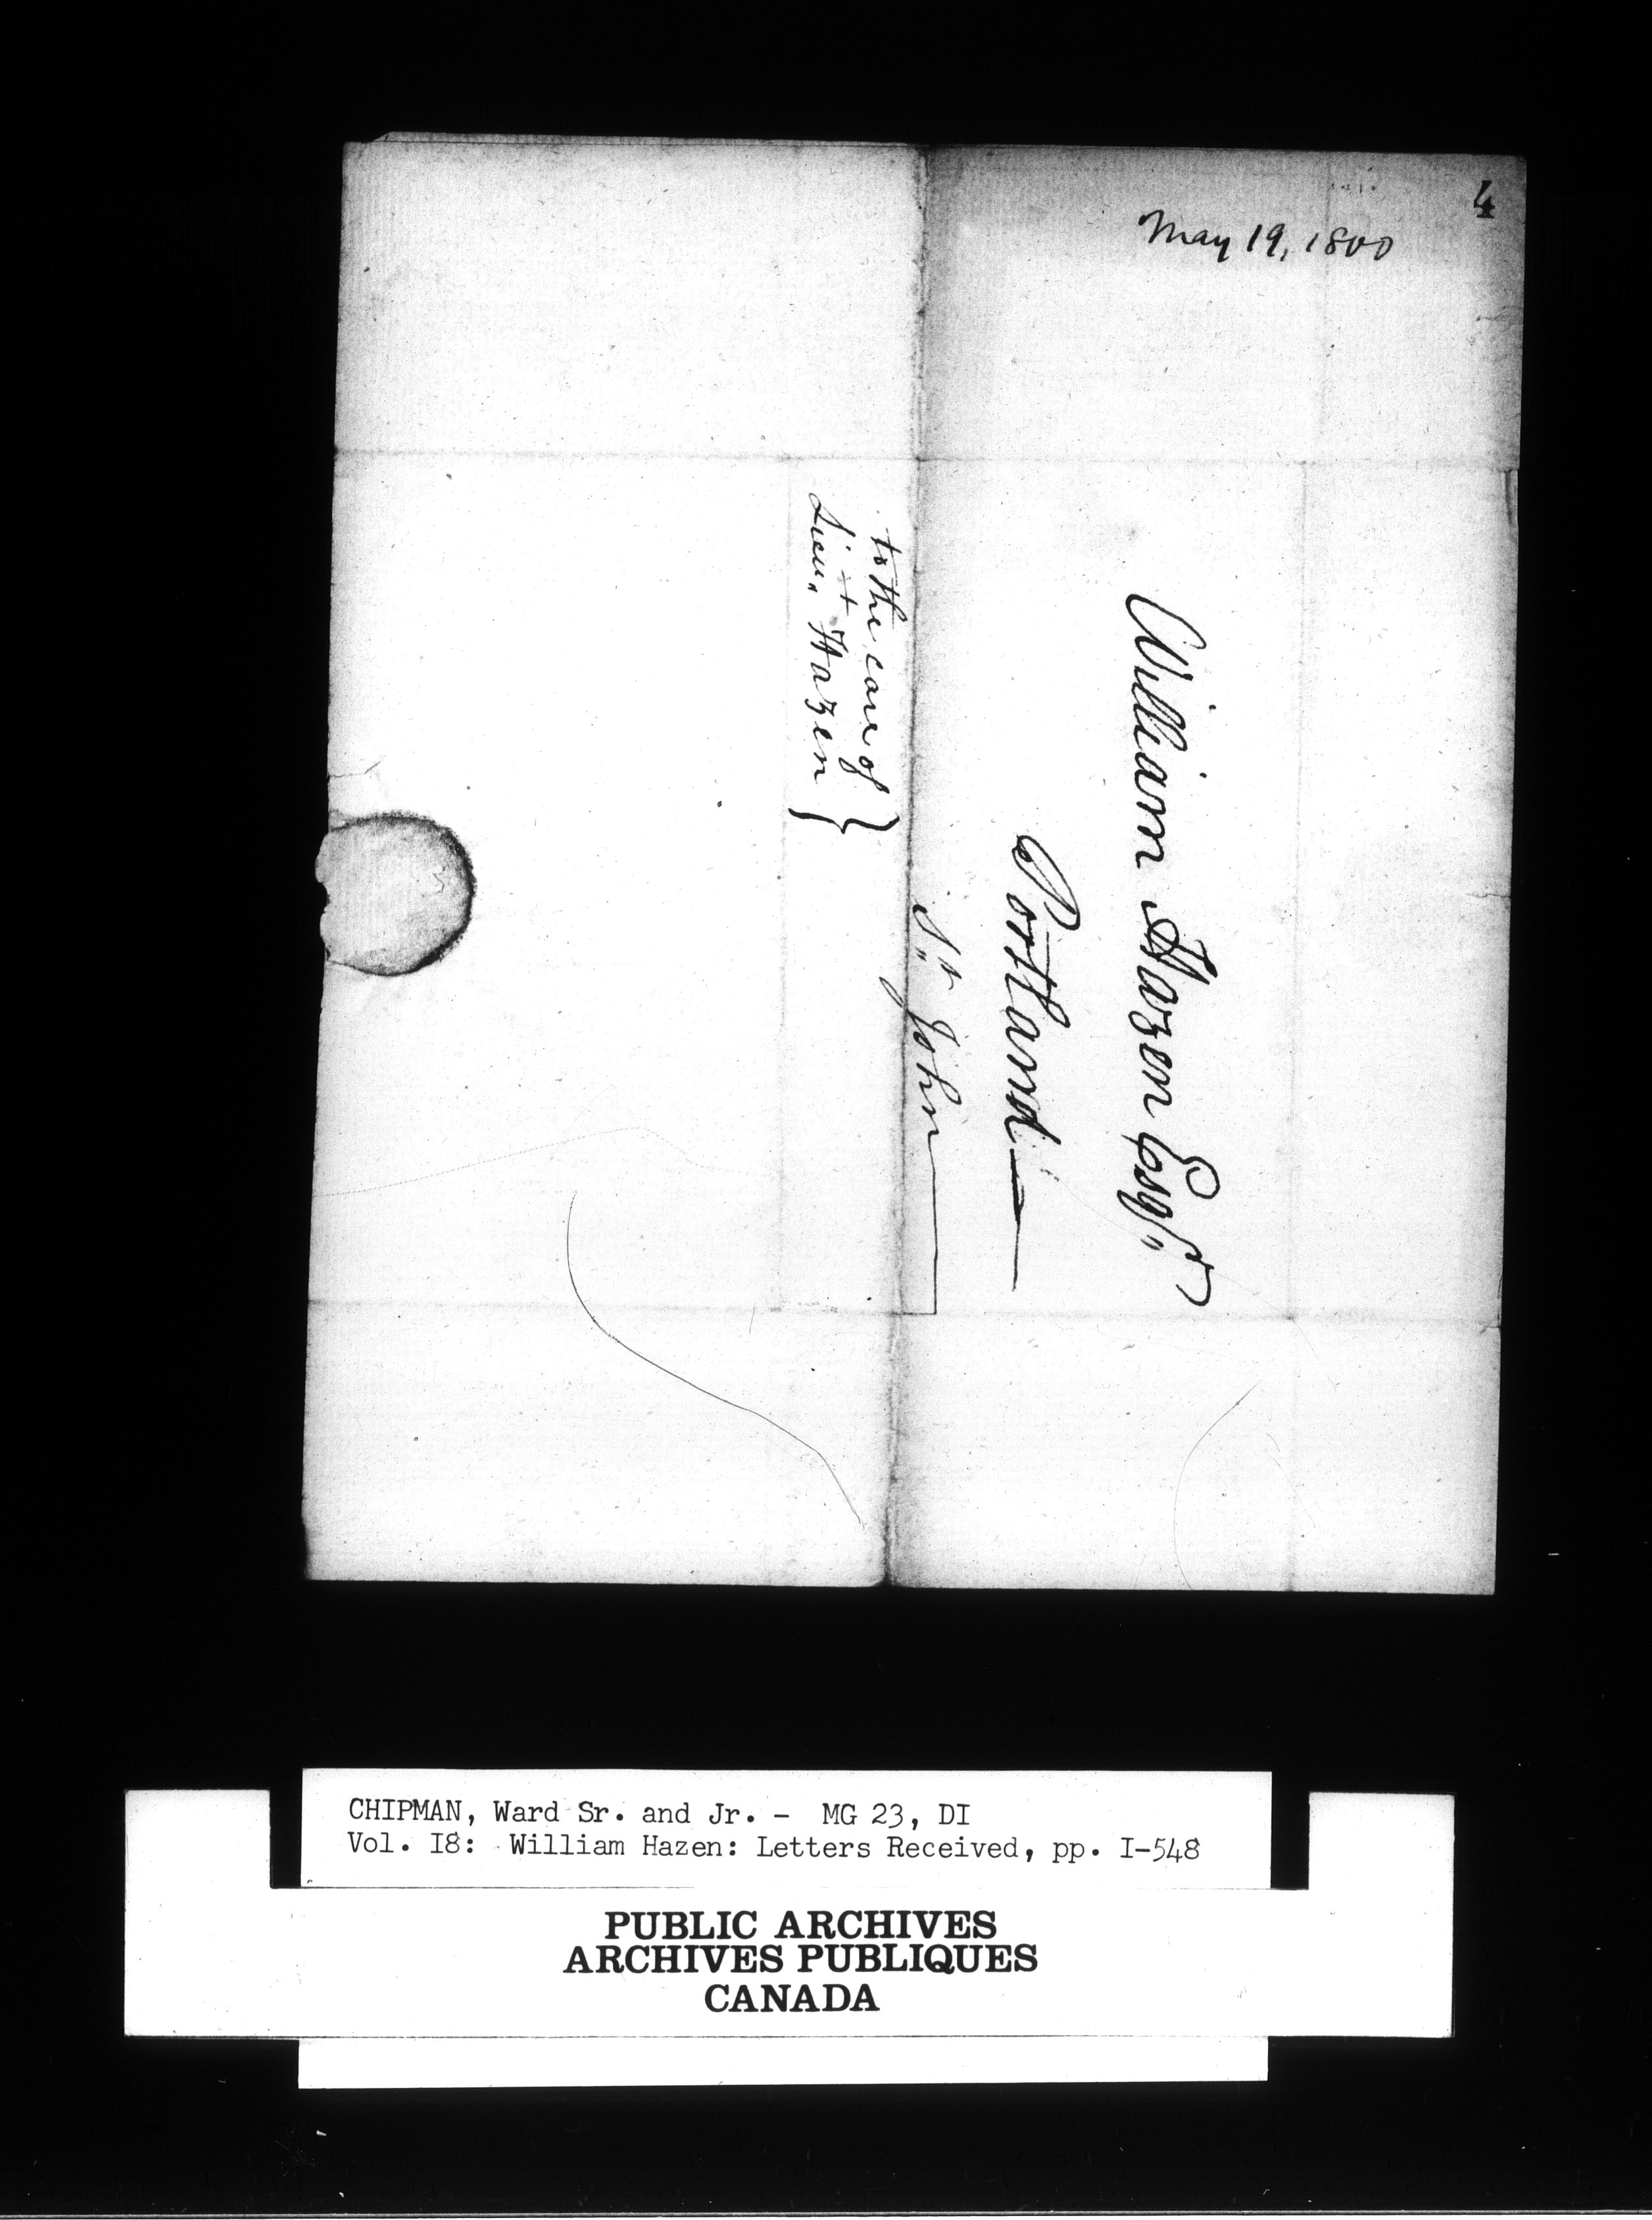 4
May 19, 1800
William Hazen Esqr
Portland
St John
to the care of }
Lieut Hazen }
CHIPMAN, Ward Sr. and Jr. - MG 23, DI
Vol. I8: William Hazen: Letters Received, pp. I-548
PUBLIC ARCHIVES
ARCHIVES PUBLIQUES
CANADA